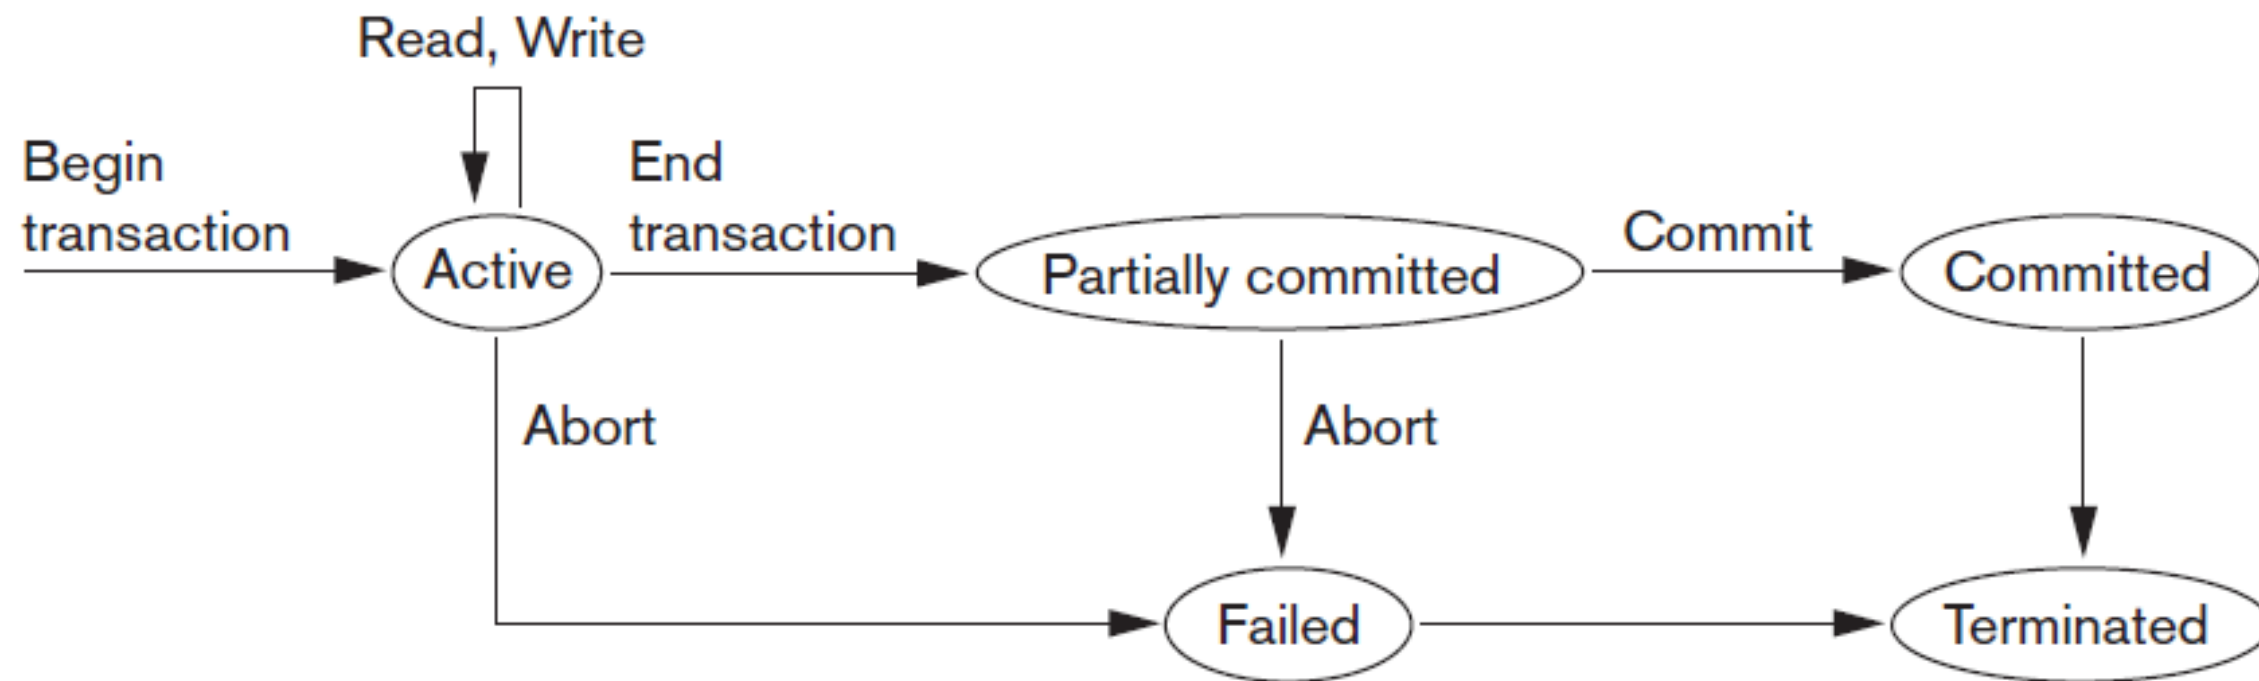 Read, Write
Begin
transaction
End
transaction
Active
Partially committed
Commit
Committed
Abort
Abort
Failed
Terminated